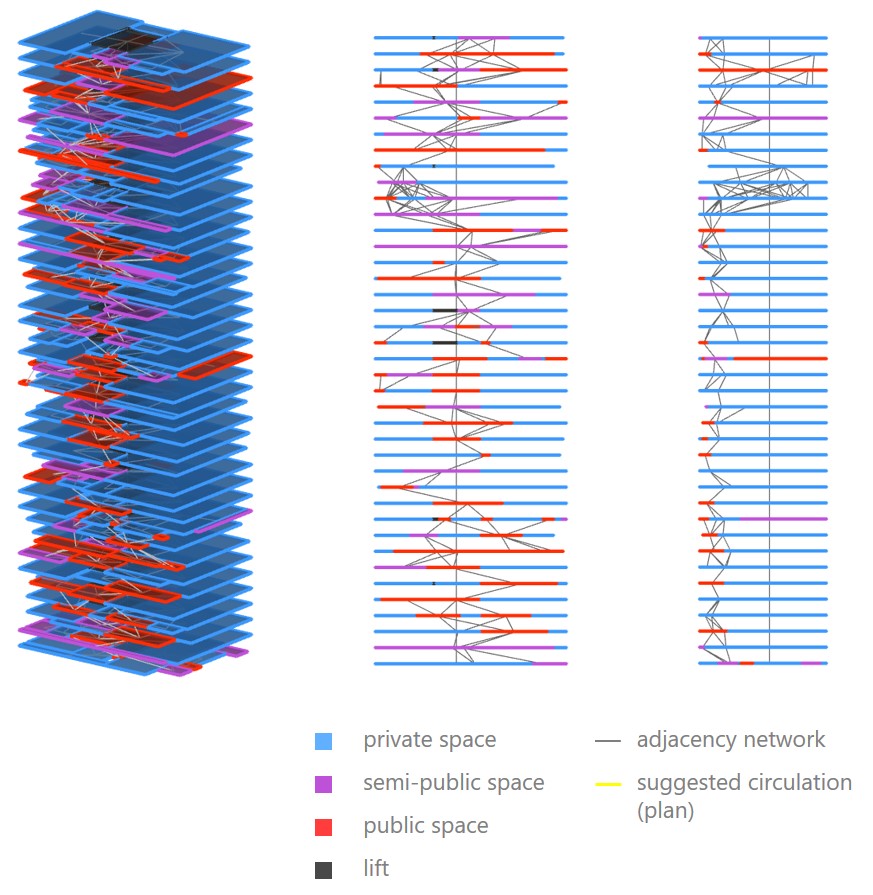 private space
semi-public space
public space
lift
adjacency network
suggested circulation
(plan)